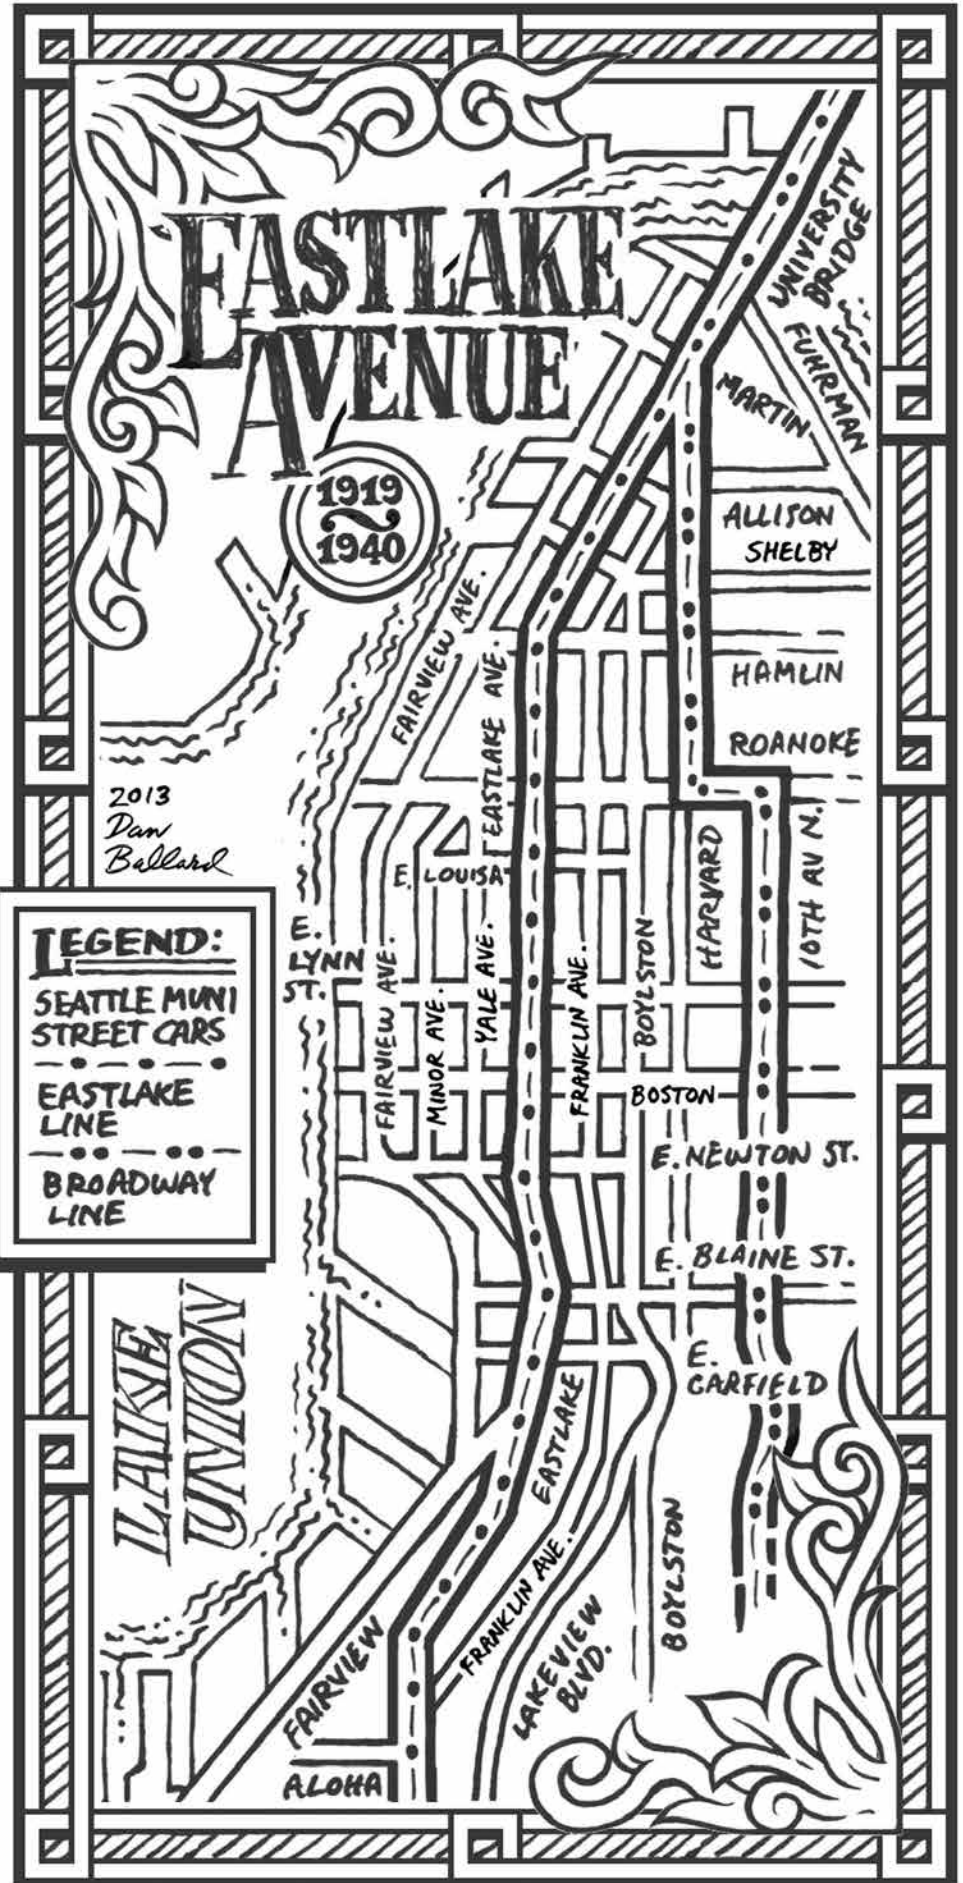 EASTLAKE
AVENUE
1919
1940
UNIVERSITY
BRIDGE
FUHRMAN
MARTIN
ALLISON
SHELBY
HAMLIN
ROANOKE
FAIRVIEW AVE.
EASTLAKE AVE.
2013
Dan
Ballard
E. LOUISA
HARVARD
10TH AV N.
LEGEND:
SEATTLE MUNI
STREET CARS
EASTLAKE
LINE
BROADWAY
LINE
E.
LYNN
ST.
FAIRVIEW AVE.
MINOR AVE.
YALE AVE.
FRANKLIN AVE.
BOYLSTON
BOSTON
E. NEWTON ST.
E. BLAINE ST.
E.
GARFIELD
LAKE
UNION
EASTLAKE
FRANKLIN AVE.
BOYLSTON
LAKEVIEW
BLVD.
FAIRVIEW
ALOHA